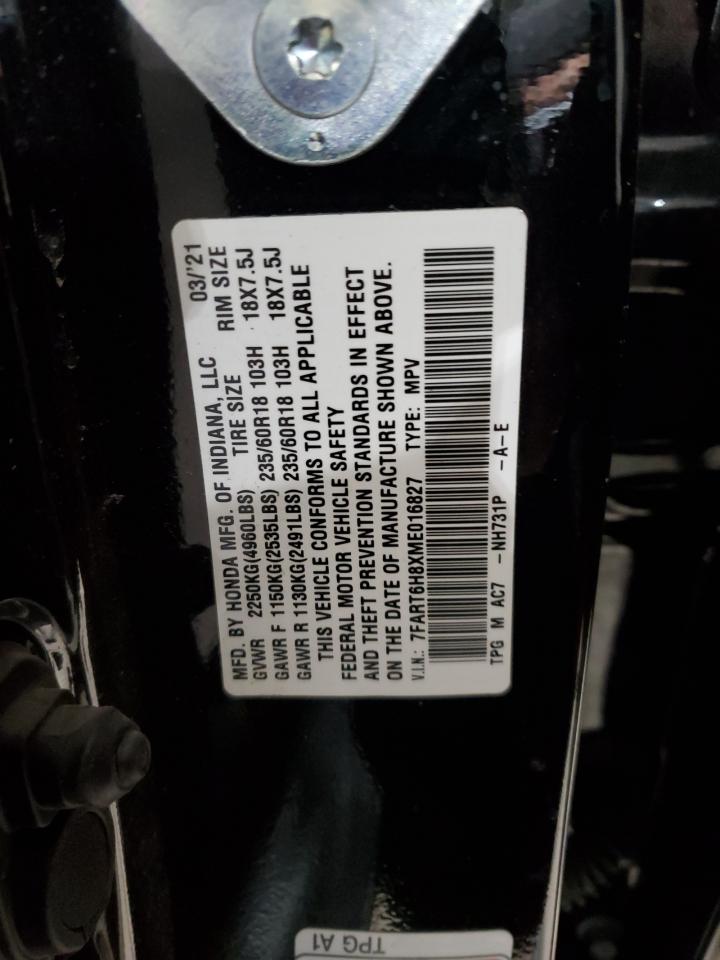 MFD. BY HONDA MFG. OF INDIANA, LLC 03/'21
TIRE SIZE RIM SIZE
GVWR 2250KG(4960LBS)
GAWR F 1150KG(2535LBS) 235/60R18 103H 18X7.5J
GAWR R 1130KG(2491LBS) 235/60R18 103H 18X7.5J
THIS VEHICLE CONFORMS TO ALL APPLICABLE
FEDERAL MOTOR VEHICLE SAFETY
AND THEFT PREVENTION STANDARDS IN EFFECT
ON THE DATE OF MANUFACTURE SHOWN ABOVE.
V.I.N.: 7FART6H8XME016827 TYPE: MPV
TPG M AC7 -NH731P -A-E
TPG A1